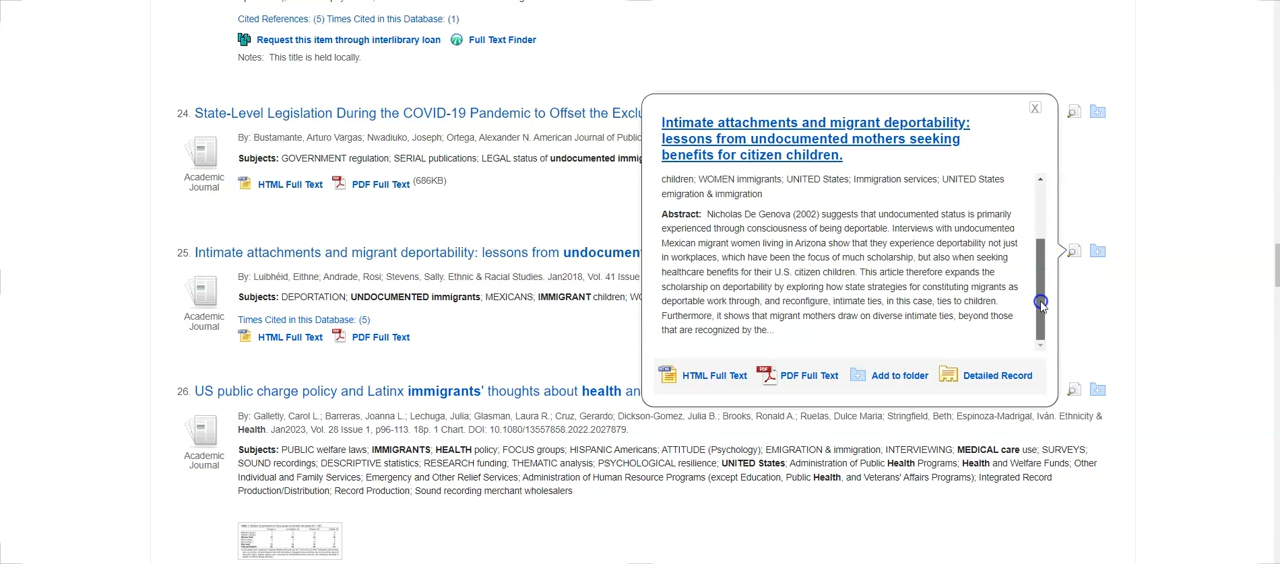 Cited References: (5) Times Cited in this Database: (1)
Request this item through interlibrary loan Full Text Finder
Notes: This title is held locally.
24. State-Level Legislation During the COVID-19 Pandemic to Offset the Exclu
By: Bustamante, Arturo Vargas; Nwadiuko, Joseph; Ortega, Alexander N. American Journal of Public
Subjects: GOVERNMENT regulation; SERIAL publications; LEGAL status of undocumented immig
Academic
Journal
HTML Full Text PDF Full Text (686KB)
25. Intimate attachments and migrant deportability: lessons from undocumen
By: Luibhéid, Eithne; Andrade, Rosi; Stevens, Sally. Ethnic & Racial Studies. Jan2018, Vol. 41 Issue
Subjects: DEPORTATION; UNDOCUMENTED immigrants; MEXICANS; IMMIGRANT children; WO
Academic
Journal
Times Cited in this Database: (5)
HTML Full Text PDF Full Text
X
Intimate attachments and migrant deportability:
lessons from undocumented mothers seeking
benefits for citizen children.
children; WOMEN immigrants; UNITED States; Immigration services; UNITED States
emigration & immigration
Abstract: Nicholas De Genova (2002) suggests that undocumented status is primarily
experienced through consciousness of being deportable. Interviews with undocumented
Mexican migrant women living in Arizona show that they experience deportability not just
in workplaces, which have been the focus of much scholarship, but also when seeking
healthcare benefits for their U.S. citizen children. This article therefore expands the
scholarship on deportability by exploring how state strategies for constituting migrants as
deportable work through, and reconfigure, intimate ties, in this case, ties to children.
Furthermore, it shows that migrant mothers draw on diverse intimate ties, beyond those
that are recognized by the...
HTML Full Text PDF Full Text Add to folder Detailed Record
26. US public charge policy and Latinx immigrants' thoughts about health an
By: Galletly, Carol L.; Barreras, Joanna L.; Lechuga, Julia; Glasman, Laura R.; Cruz, Gerardo; Dickson-Gomez, Julia B.; Brooks, Ronald A.; Ruelas, Dulce Maria; Stringfield, Beth; Espinoza-Madrigal, Iván. Ethnicity &
Health. Jan2023, Vol. 28 Issue 1, p96-113. 18p. 1 Chart. DOI: 10.1080/13557858.2022.2027879.
Academic
Journal
Subjects: PUBLIC welfare laws; IMMIGRANTS; HEALTH policy; FOCUS groups; HISPANIC Americans; ATTITUDE (Psychology); EMIGRATION & immigration; INTERVIEWING; MEDICAL care use; SURVEYS;
SOUND recordings; DESCRIPTIVE statistics; RESEARCH funding; THEMATIC analysis; PSYCHOLOGICAL resilience; UNITED States; Administration of Public Health Programs; Health and Welfare Funds; Other
Individual and Family Services; Emergency and Other Relief Services; Administration of Human Resource Programs (except Education, Public Health, and Veterans' Affairs Programs); Integrated Record
Production/Distribution; Record Production; Sound recording merchant wholesalers